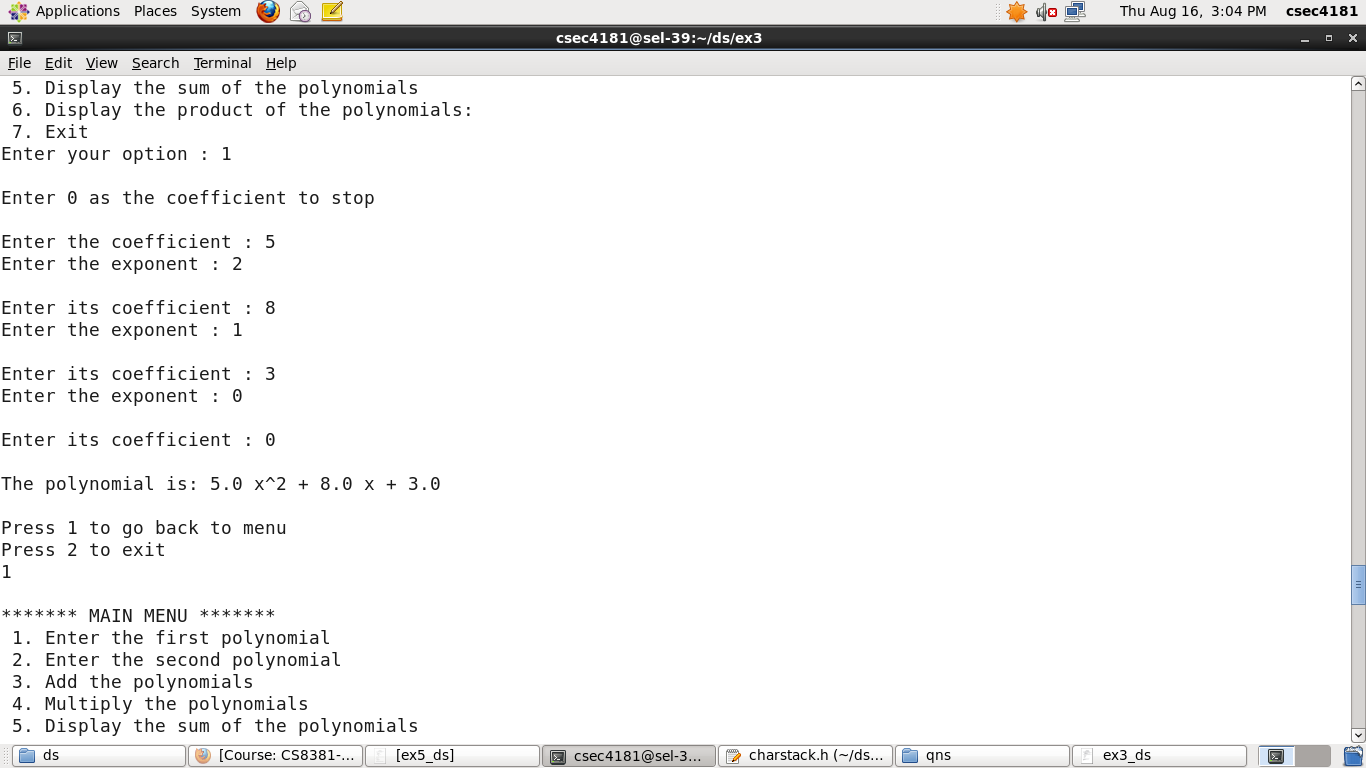 Applications Places System Thu Aug 16, 3:04 PM csec4181
csec4181@sel-39:~/ds/ex3
File Edit View Search Terminal Help
5. Display the sum of the polynomials
6. Display the product of the polynomials:
7. Exit
Enter your option : 1
Enter 0 as the coefficient to stop
Enter the coefficient : 5
Enter the exponent : 2
Enter its coefficient : 8
Enter the exponent : 1
Enter its coefficient : 3
Enter the exponent : 0
Enter its coefficient : 0
The polynomial is: 5.0 x^2 + 8.0 x + 3.0
Press 1 to go back to menu
Press 2 to exit
1
******* MAIN MENU *******
1. Enter the first polynomial
2. Enter the second polynomial
3. Add the polynomials
4. Multiply the polynomials
5. Display the sum of the polynomials
ds [Course: CS8381-... [ex5_ds] csec4181@sel-3... charstack.h (~/ds... qns ex3_ds